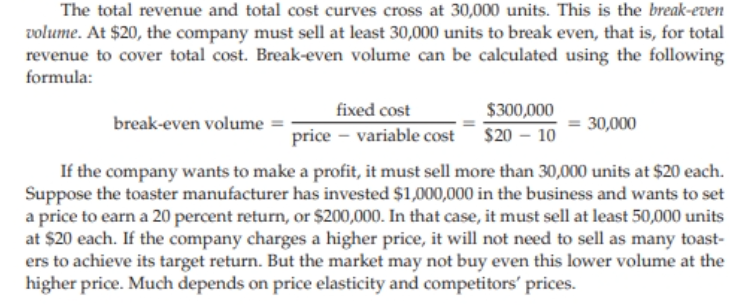 The total revenue and total cost curves cross at 30,000 units. This is the break-even
volume. At $20, the company must sell at least 30,000 units to break even, that is, for total
revenue to cover total cost. Break-even volume can be calculated using the following
formula:
break-even volume = fixed cost / price − variable cost = $300,000 / $20 − 10 = 30,000
If the company wants to make a profit, it must sell more than 30,000 units at $20 each.
Suppose the toaster manufacturer has invested $1,000,000 in the business and wants to set
a price to earn a 20 percent return, or $200,000. In that case, it must sell at least 50,000 units
at $20 each. If the company charges a higher price, it will not need to sell as many toast-
ers to achieve its target return. But the market may not buy even this lower volume at the
higher price. Much depends on price elasticity and competitors' prices.